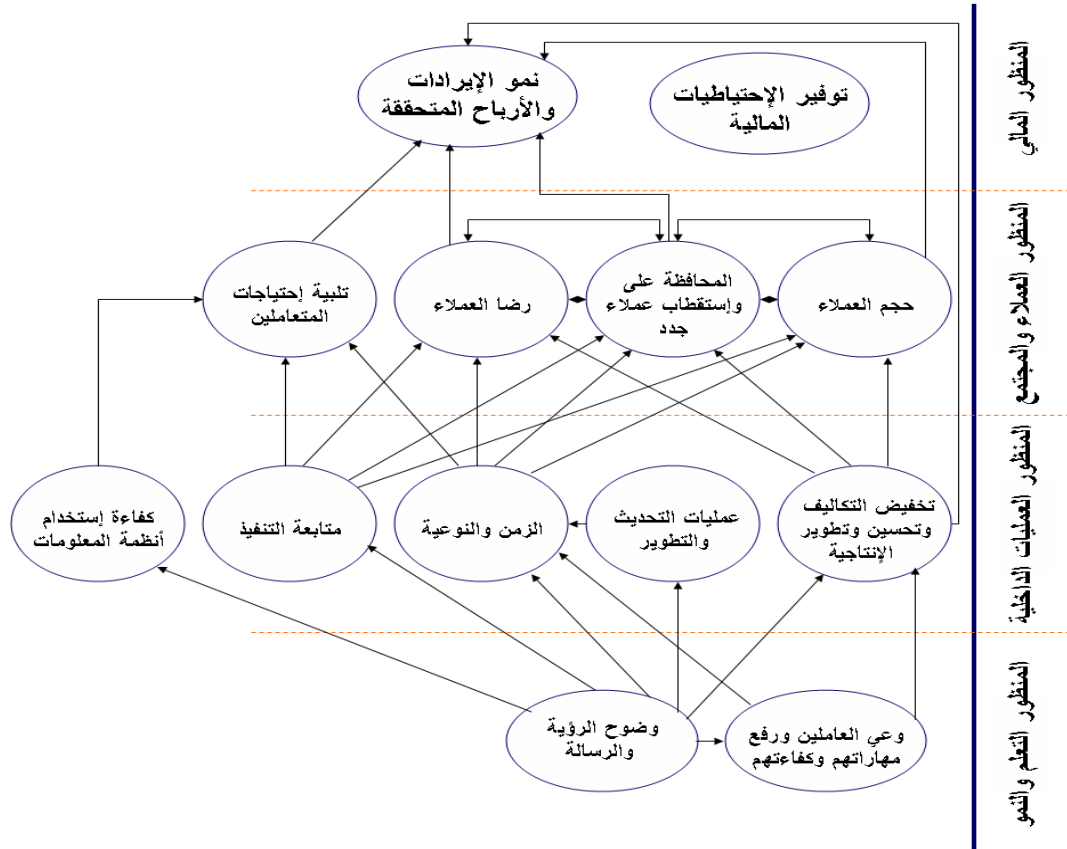 المنظور المالي
نمو الإيرادات
والأرباح المتحققة
توفير الإحتياطيات
المالية
المنظور العملاء والمجتمع
حجم العملاء
المحافظة على
وإستقطاب عملاء
جدد
رضا العملاء
تلبية إحتياجات
المتعاملين
المنظور العمليات الداخلية
تخفيض التكاليف
وتحسين وتطوير
الإنتاجية
عمليات التحديث
والتطوير
الزمن والنوعية
متابعة التنفيذ
كفاءة إستخدام
أنظمة المعلومات
المنظور التعلم والنمو
وعي العاملين ورفع
مهاراتهم وكفاءتهم
وضوح الرؤية
والرسالة